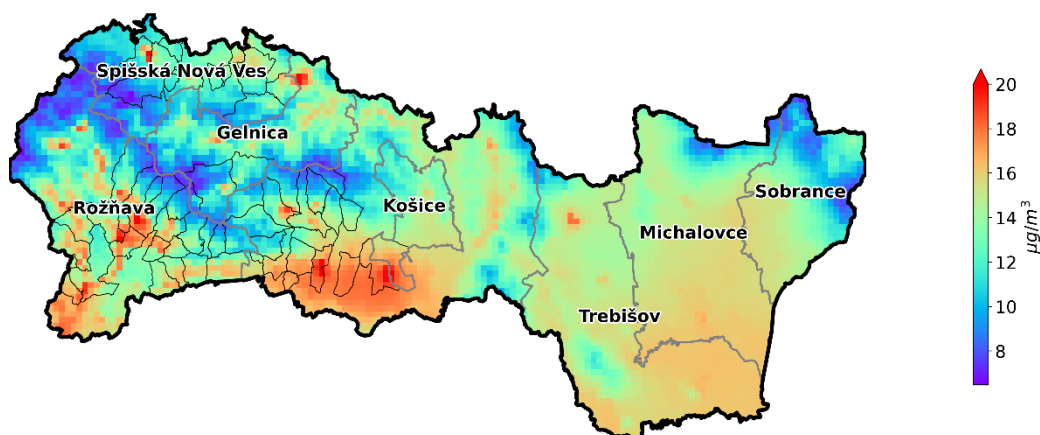 Spišská Nová Ves
Gelnica
Rožňava
Košice
Sobrance
Michalovce
Trebišov
20
18
16
14
12
10
8
μg/m³